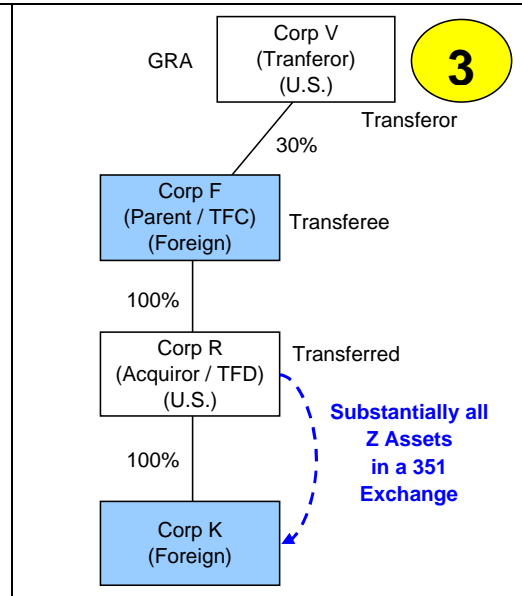 Corp V
(Tranferor)
(U.S.)
GRA
3
Transferor
30%
Corp F
(Parent / TFC)
(Foreign)
Transferee
100%
Corp R
(Acquiror / TFD)
(U.S.)
Transferred
Substantially all
Z Assets
in a 351
Exchange
100%
Corp K
(Foreign)